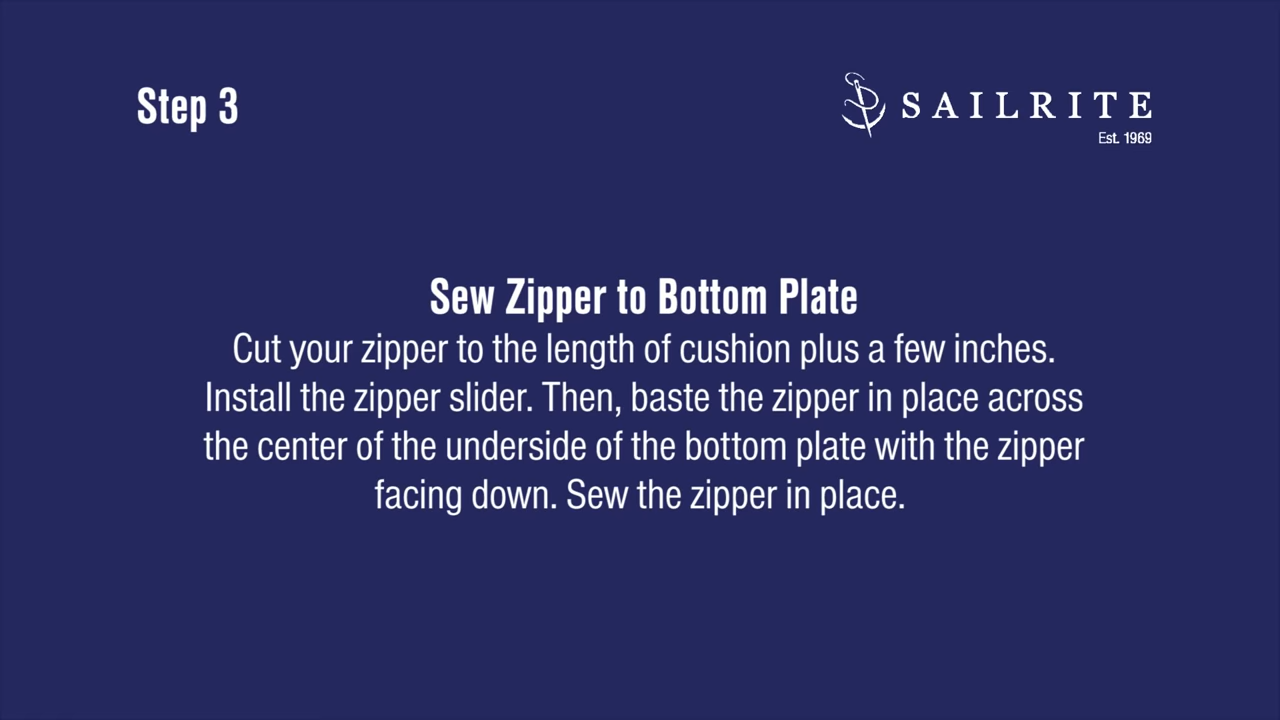 Step 3
SAILRITE
Est. 1969
Sew Zipper to Bottom Plate
Cut your zipper to the length of cushion plus a few inches.
Install the zipper slider. Then, baste the zipper in place across
the center of the underside of the bottom plate with the zipper
facing down. Sew the zipper in place.